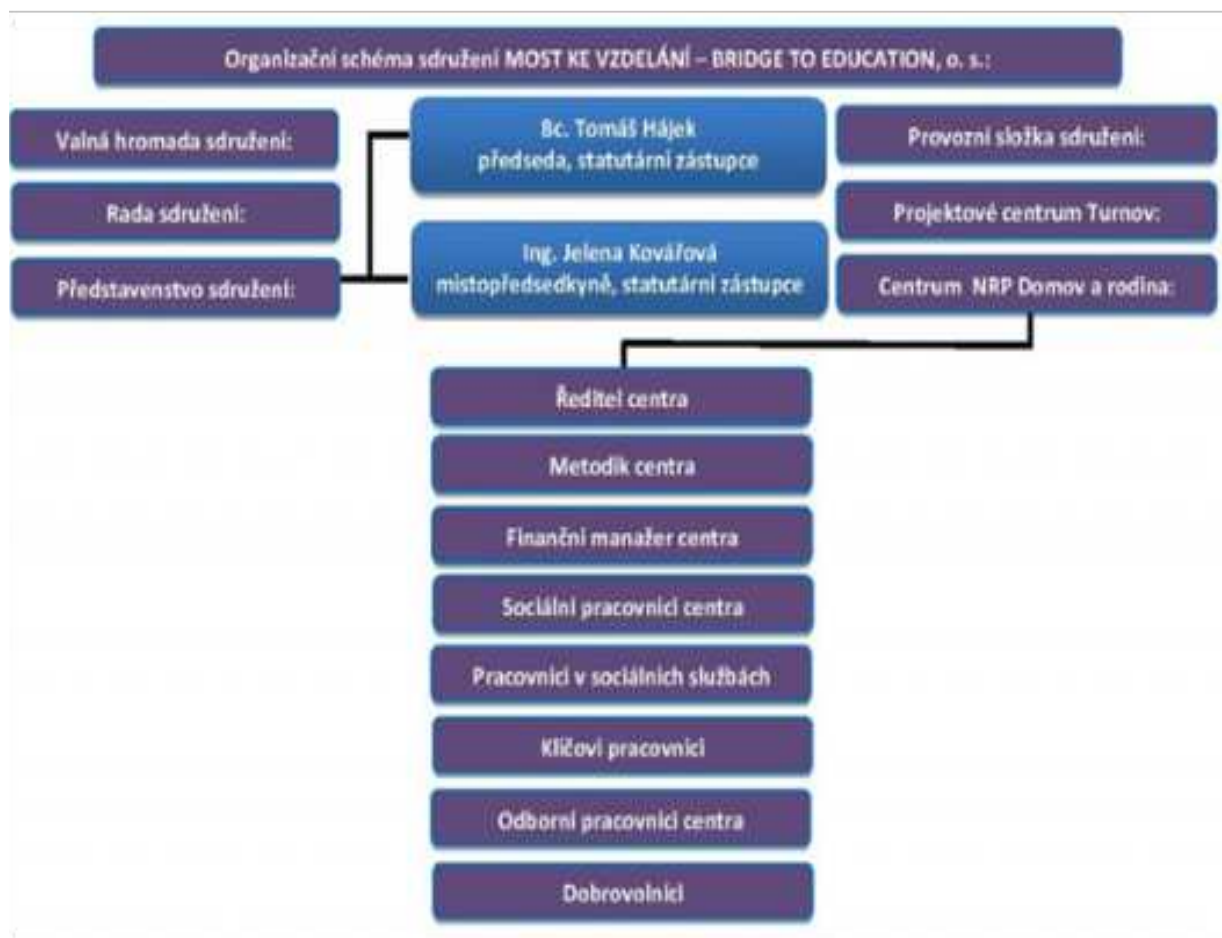 Organizační schéma sdružení MOST KE VZDELÁNÍ – BRIDGE TO EDUCATION, o. s.:
Valná hromada sdružení:
Rada sdružení:
Představenstvo sdružení:
Bc. Tomáš Hájek
předseda, statutární zástupce
Ing. Jelena Kovářová
místopředsedkyně, statutární zástupce
Provozní složka sdružení:
Projektové centrum Turnov:
Centrum NRP Domov a rodina:
Ředitel centra
Metodik centra
Finanční manažer centra
Sociální pracovníci centra
Pracovníci v sociálních službách
Klíčoví pracovníci
Odborní pracovníci centra
Dobrovolníci